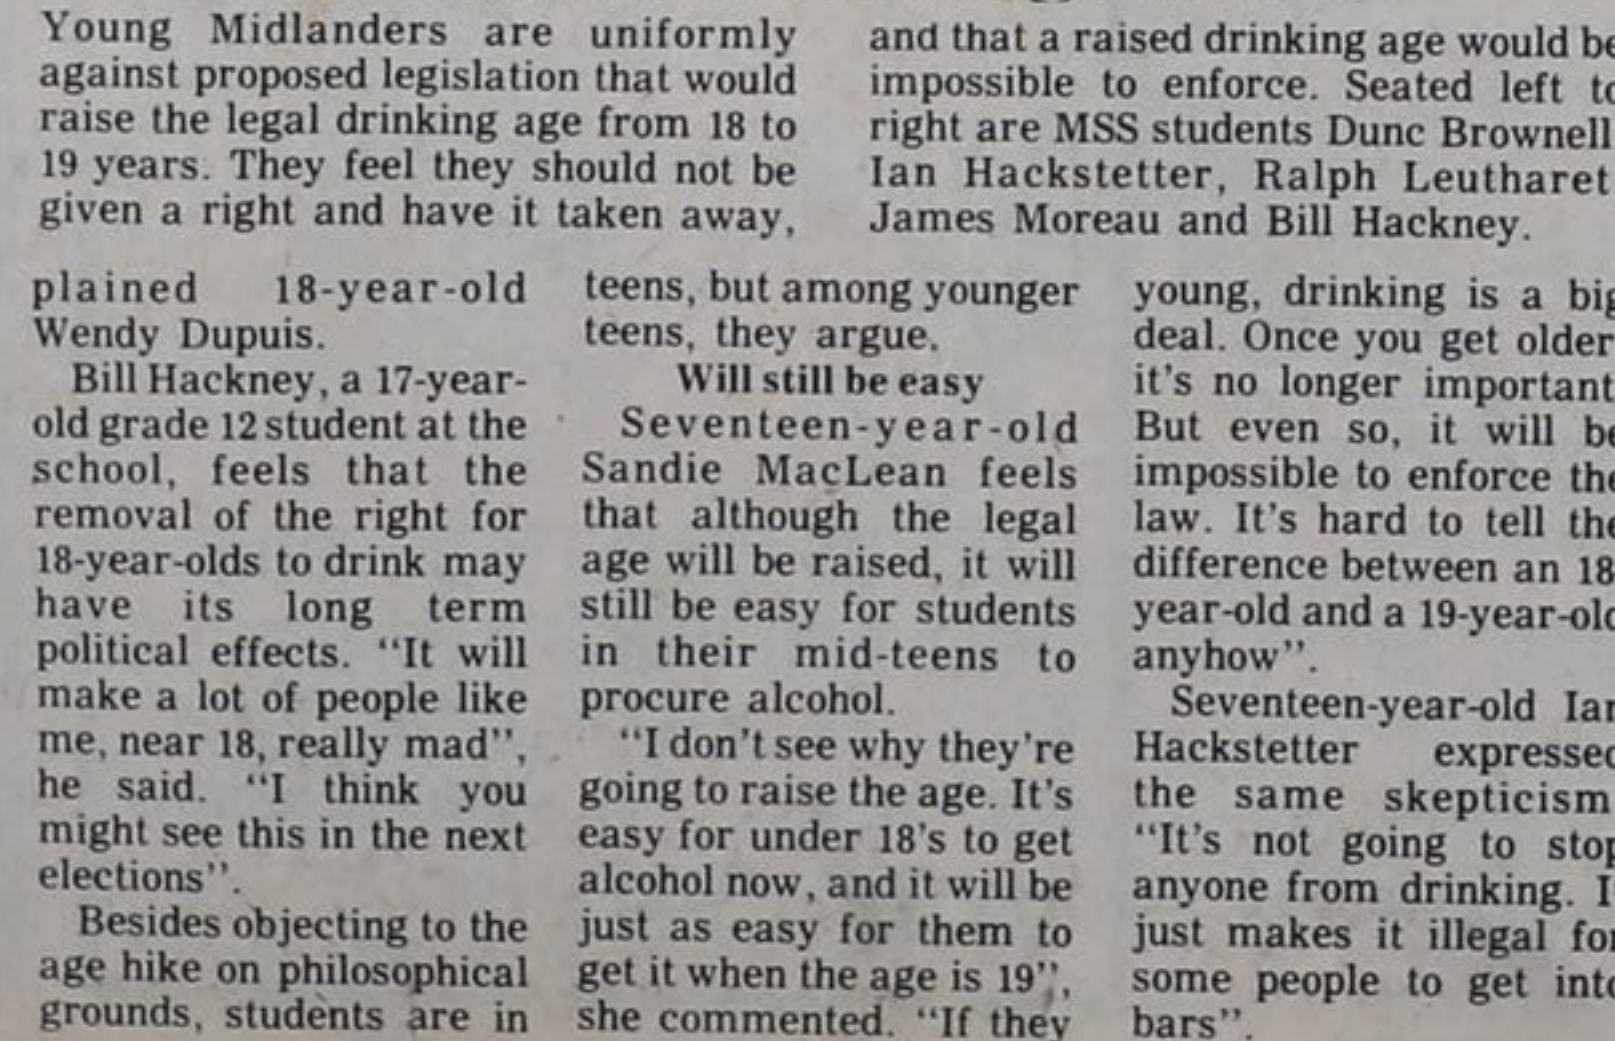 Young Midlanders are uniformly
against proposed legislation that would
raise the legal drinking age from 18 to
19 years. They feel they should not be
given a right and have it taken away,
and that a raised drinking age would be
impossible to enforce. Seated left to
right are MSS students Dunc Brownell
Ian Hackstetter, Ralph Leutharet
James Moreau and Bill Hackney.
plained 18-year-old
Wendy Dupuis.
Bill Hackney, a 17-year-
old grade 12 student at the
school, feels that the
removal of the right for
18-year-olds to drink may
have its long term
political effects. "It will
make a lot of people like
me, near 18, really mad",
he said. "I think you
might see this in the next
elections".
Besides objecting to the
age hike on philosophical
grounds, students are in
teens, but among younger
teens, they argue.
Will still be easy
Seventeen-year-old
Sandie MacLean feels
that although the legal
age will be raised, it will
still be easy for students
in their mid-teens to
procure alcohol.
"I don't see why they're
going to raise the age. It's
easy for under 18's to get
alcohol now, and it will be
just as easy for them to
get it when the age is 19",
she commented. "If they
young, drinking is a big
deal. Once you get older
it's no longer important
But even so, it will be
impossible to enforce the
law. It's hard to tell the
difference between an 18-
year-old and a 19-year-old
anyhow".
Seventeen-year-old Ian
Hackstetter expressed
the same skepticism
"It's not going to stop
anyone from drinking. I
just makes it illegal for
some people to get into
bars".